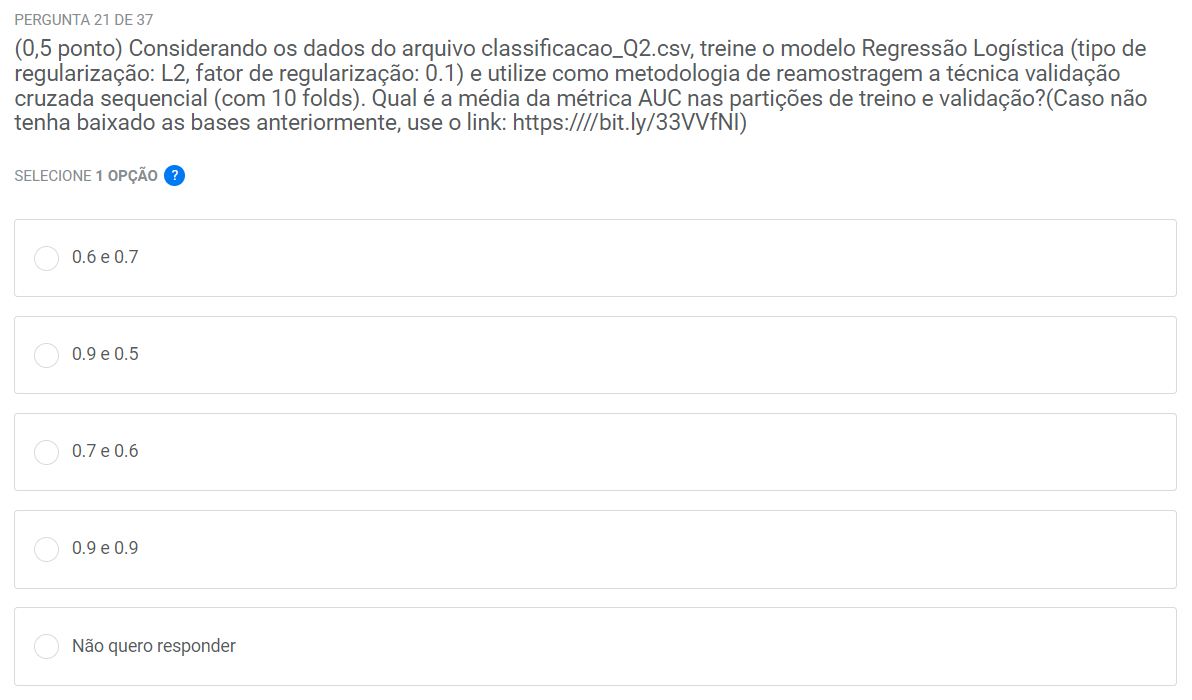 PERGUNTA 21 DE 37
(0,5 ponto) Considerando os dados do arquivo classificacao_Q2.csv, treine o modelo Regressão Logística (tipo de
regularização: L2, fator de regularização: 0.1) e utilize como metodologia de reamostragem a técnica validação
cruzada sequencial (com 10 folds). Qual é a média da métrica AUC nas partições de treino e validação?(Caso não
tenha baixado as bases anteriormente, use o link: https:////bit.ly/33VVfNI)
SELECIONE 1 OPÇÃO ?
0.6 e 0.7
0.9 e 0.5
0.7 e 0.6
0.9 e 0.9
Não quero responder